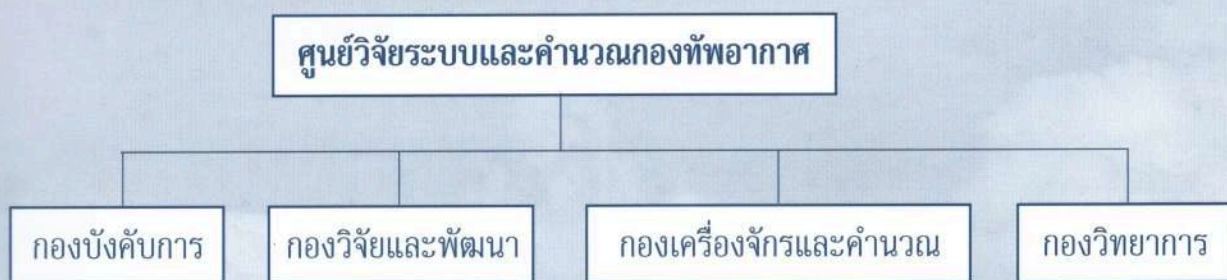 ศูนย์วิจัยระบบและคำนวณกองทัพอากาศ
กองบังคับการ
กองวิจัยและพัฒนา
กองเครื่องจักรและคำนวณ
กองวิทยาการ